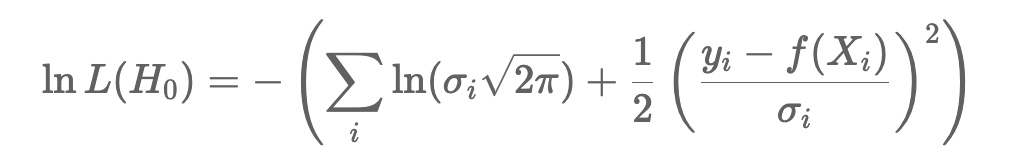 ln L(H₀) = −(∑ᵢ ln(σᵢ√2π) + 1/2 ((yᵢ − f(Xᵢ))/σᵢ)²)